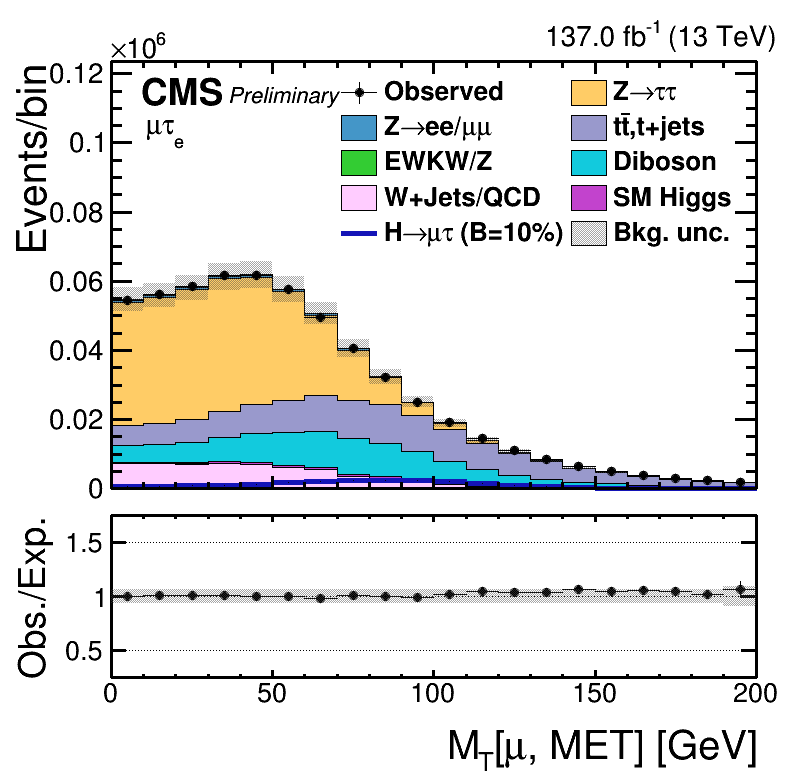 137.0 fb-1 (13 TeV)
×10^6
CMS Preliminary
μτe
Observed
Z→ττ
Z→ee/μμ
tt̄,t+jets
EWKW/Z
Diboson
W+Jets/QCD
SM Higgs
H→μτ (B=10%)
Bkg. unc.
Events/bin
0.12
0.1
0.08
0.06
0.04
0.02
0
Obs./Exp.
1.5
1
0.5
0 50 100 150 200
MT[μ, MET] [GeV]